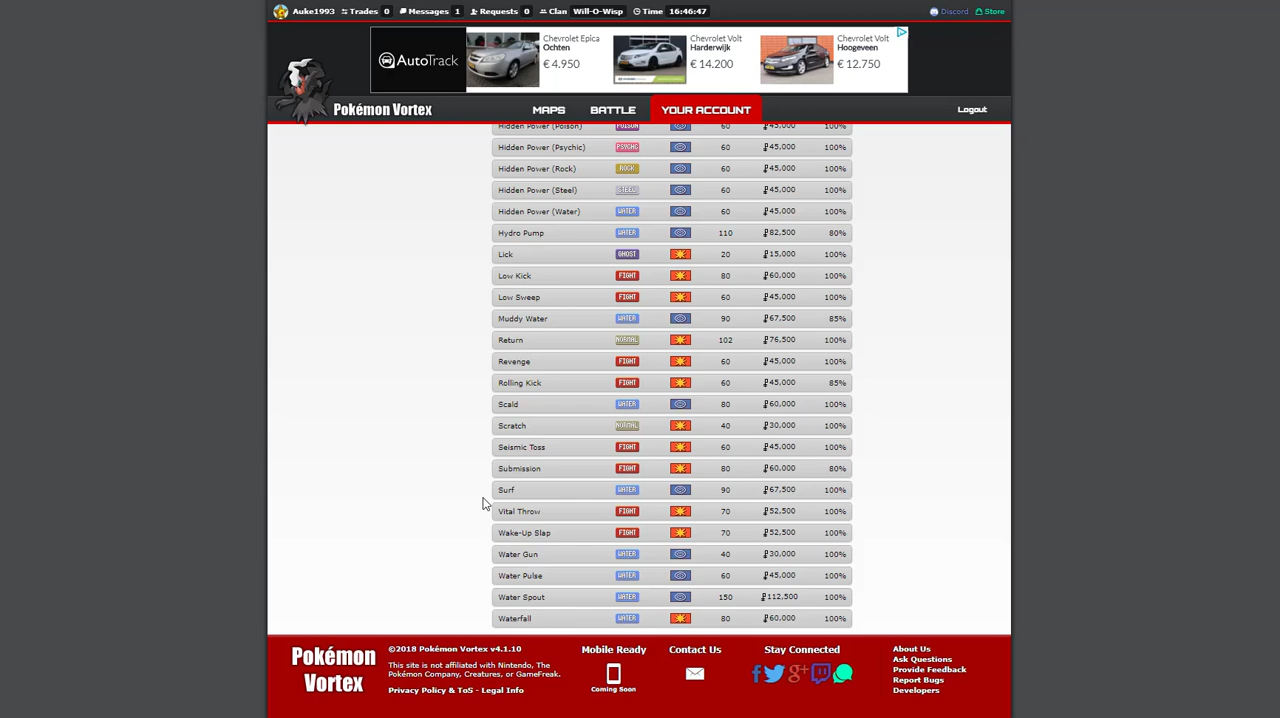 Auke1993 Trades 0 Messages 1 Requests 0 Clan Will-O-Wisp Time 16:46:47 Discord Store
AutoTrack
Chevrolet Epica
Ochten
€ 4.950
Chevrolet Volt
Harderwijk
€ 14.200
Chevrolet Volt
Hoogeveen
€ 12.750
Pokémon Vortex MAPS BATTLE YOUR ACCOUNT Logout
Hidden Power (Poison) POISON 60 45,000 100%
Hidden Power (Psychic) PSYCHC 60 45,000 100%
Hidden Power (Rock) ROCK 60 45,000 100%
Hidden Power (Steel) STEEL 60 45,000 100%
Hidden Power (Water) WATER 60 45,000 100%
Hydro Pump WATER 110 82,500 80%
Lick GHOST 20 15,000 100%
Low Kick FIGHT 80 60,000 100%
Low Sweep FIGHT 60 45,000 100%
Muddy Water WATER 90 67,500 85%
Return NORMAL 102 76,500 100%
Revenge FIGHT 60 45,000 100%
Rolling Kick FIGHT 60 45,000 85%
Scald WATER 80 60,000 100%
Scratch NORMAL 40 30,000 100%
Seismic Toss FIGHT 60 45,000 100%
Submission FIGHT 80 60,000 80%
Surf WATER 90 67,500 100%
Vital Throw FIGHT 70 52,500 100%
Wake-Up Slap FIGHT 70 52,500 100%
Water Gun WATER 40 30,000 100%
Water Pulse WATER 60 45,000 100%
Water Spout WATER 150 112,500 100%
Waterfall WATER 80 60,000 100%
Pokémon
Vortex
©2018 Pokémon Vortex v4.1.10
This site is not affiliated with Nintendo, The
Pokémon Company, Creatures, or GameFreak.
Privacy Policy & ToS - Legal Info
Mobile Ready
Coming Soon
Contact Us
Stay Connected
About Us
Ask Questions
Provide Feedback
Report Bugs
Developers